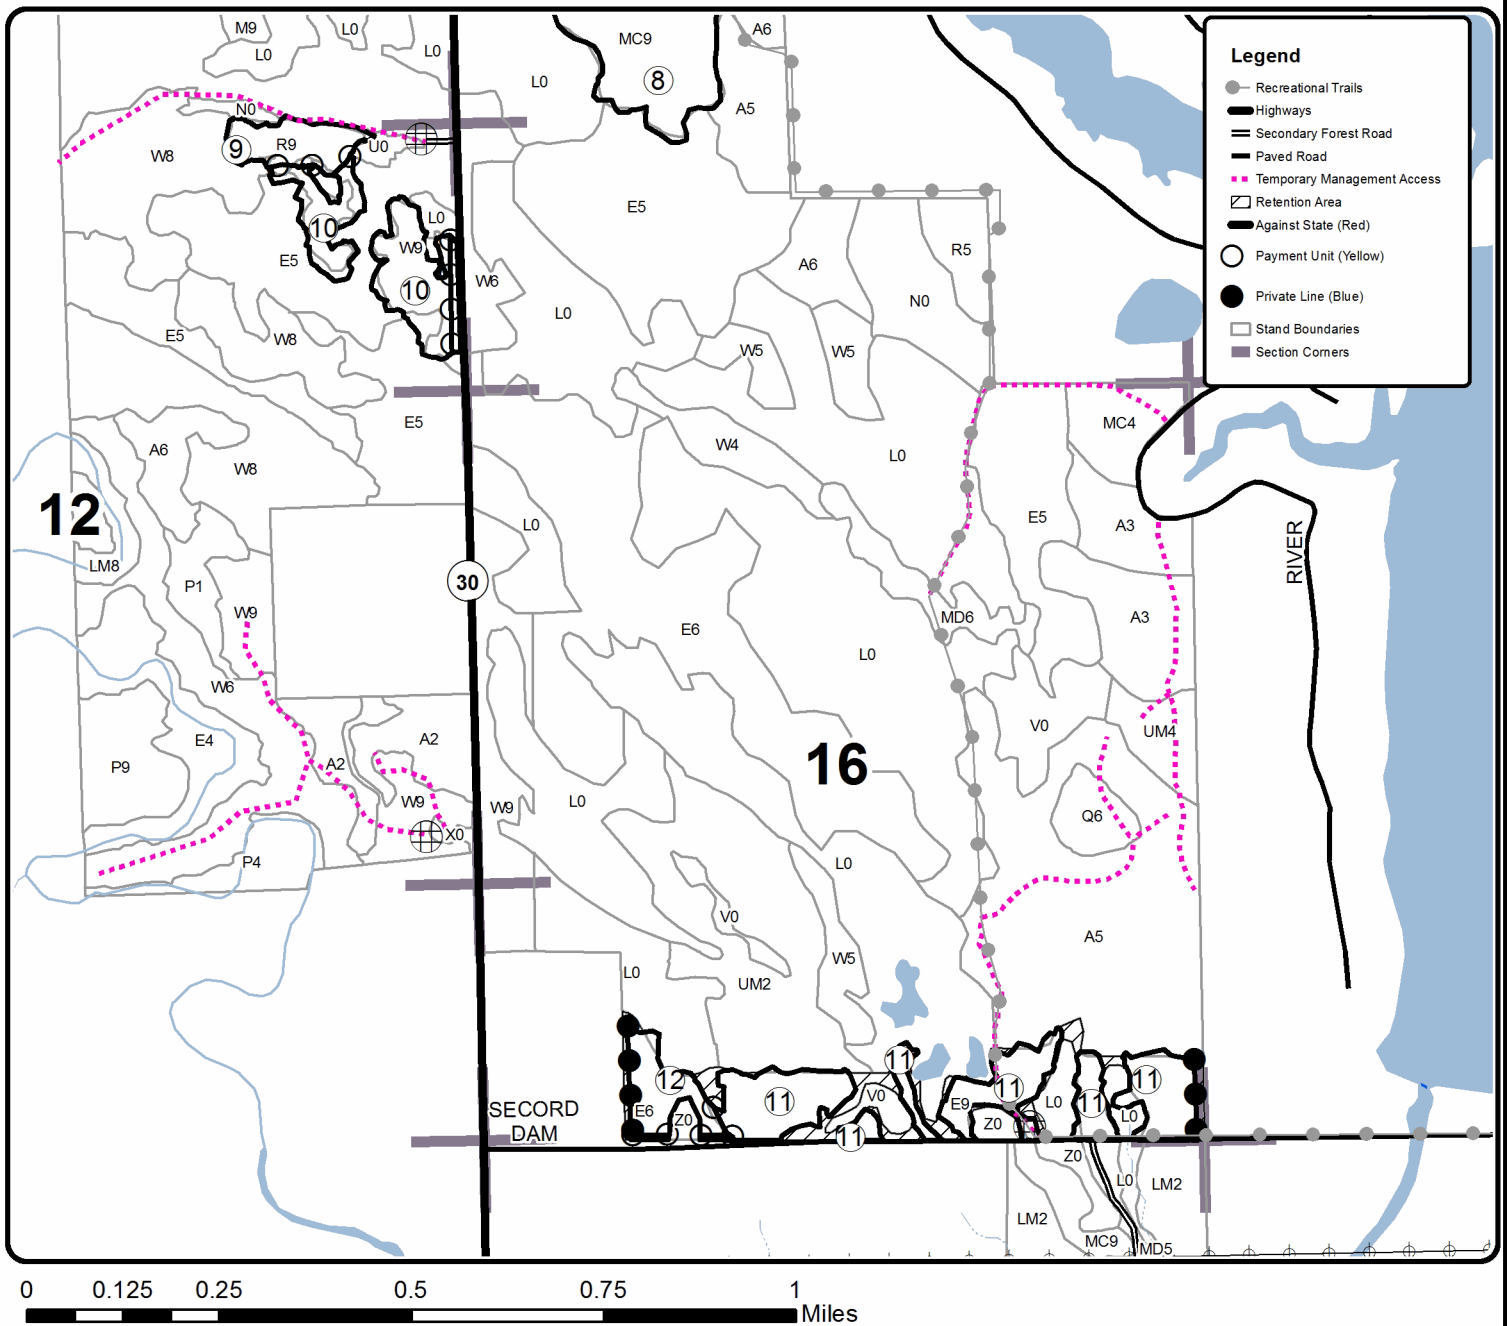 M9
L0
L0
MC9
A6
L0
L0
L0
8
Legend
Recreational Trails
Highways
Secondary Forest Road
Paved Road
Temporary Management Access
Retention Area
Against State (Red)
Payment Unit (Yellow)
Private Line (Blue)
Stand Boundaries
Section Corners
N0
A5
W8
9
R9
U0
10
L0
E5
W9
E5
R5
A6
W6
10
N0
L0
E5
W8
W5
W5
E5
MC4
A6
W4
L0
W8
12
L0
E5
A3
RIVER
LM8
P1
30
W9
MD6
A3
E6
L0
W6
E4
A2
V0
UM4
P9
A2
16
W9
W9
L0
Q6
X0
P4
L0
V0
A5
W5
L0
UM2
11
12
11
V0
11
11
11
E6
Z0
E9
L0
L0
SECORD
DAM
11
Z0
Z0
L0
LM2
LM2
MC9
MD5
0
0.125
0.25
0.5
0.75
1
Miles